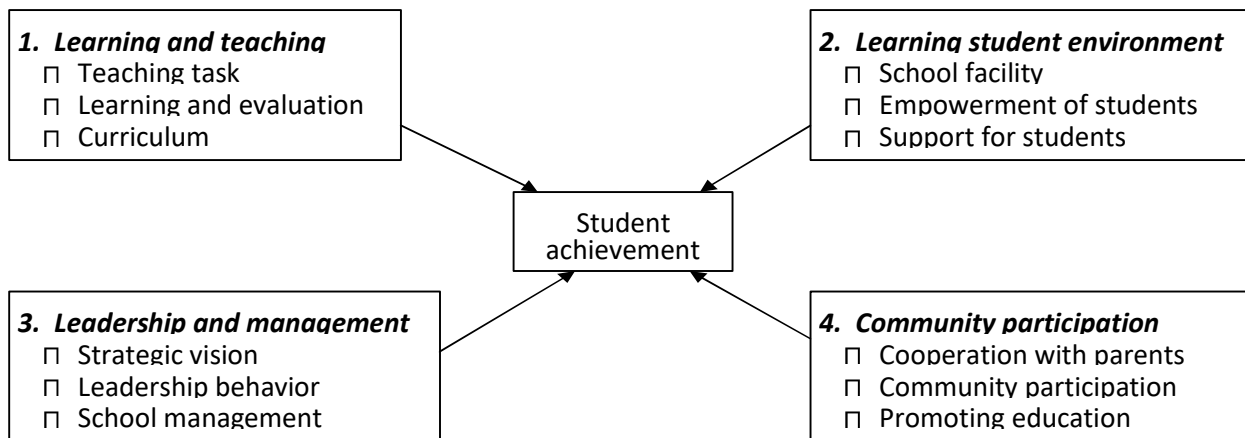 1. Learning and teaching
Teaching task
Learning and evaluation
Curriculum
2. Learning student environment
School facility
Empowerment of students
Support for students
Student
achievement
3. Leadership and management
Strategic vision
Leadership behavior
School management
4. Community participation
Cooperation with parents
Community participation
Promoting education